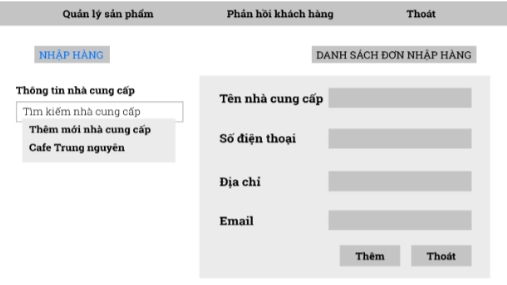 Quản lý sản phẩm Phản hồi khách hàng Thoát
NHẬP HÀNG DANH SÁCH ĐƠN NHẬP HÀNG
Thông tin nhà cung cấp
Tìm kiếm nhà cung cấp
Thêm mới nhà cung cấp
Cafe Trung nguyên
Tên nhà cung cấp
Số điện thoại
Địa chỉ
Email
Thêm Thoát